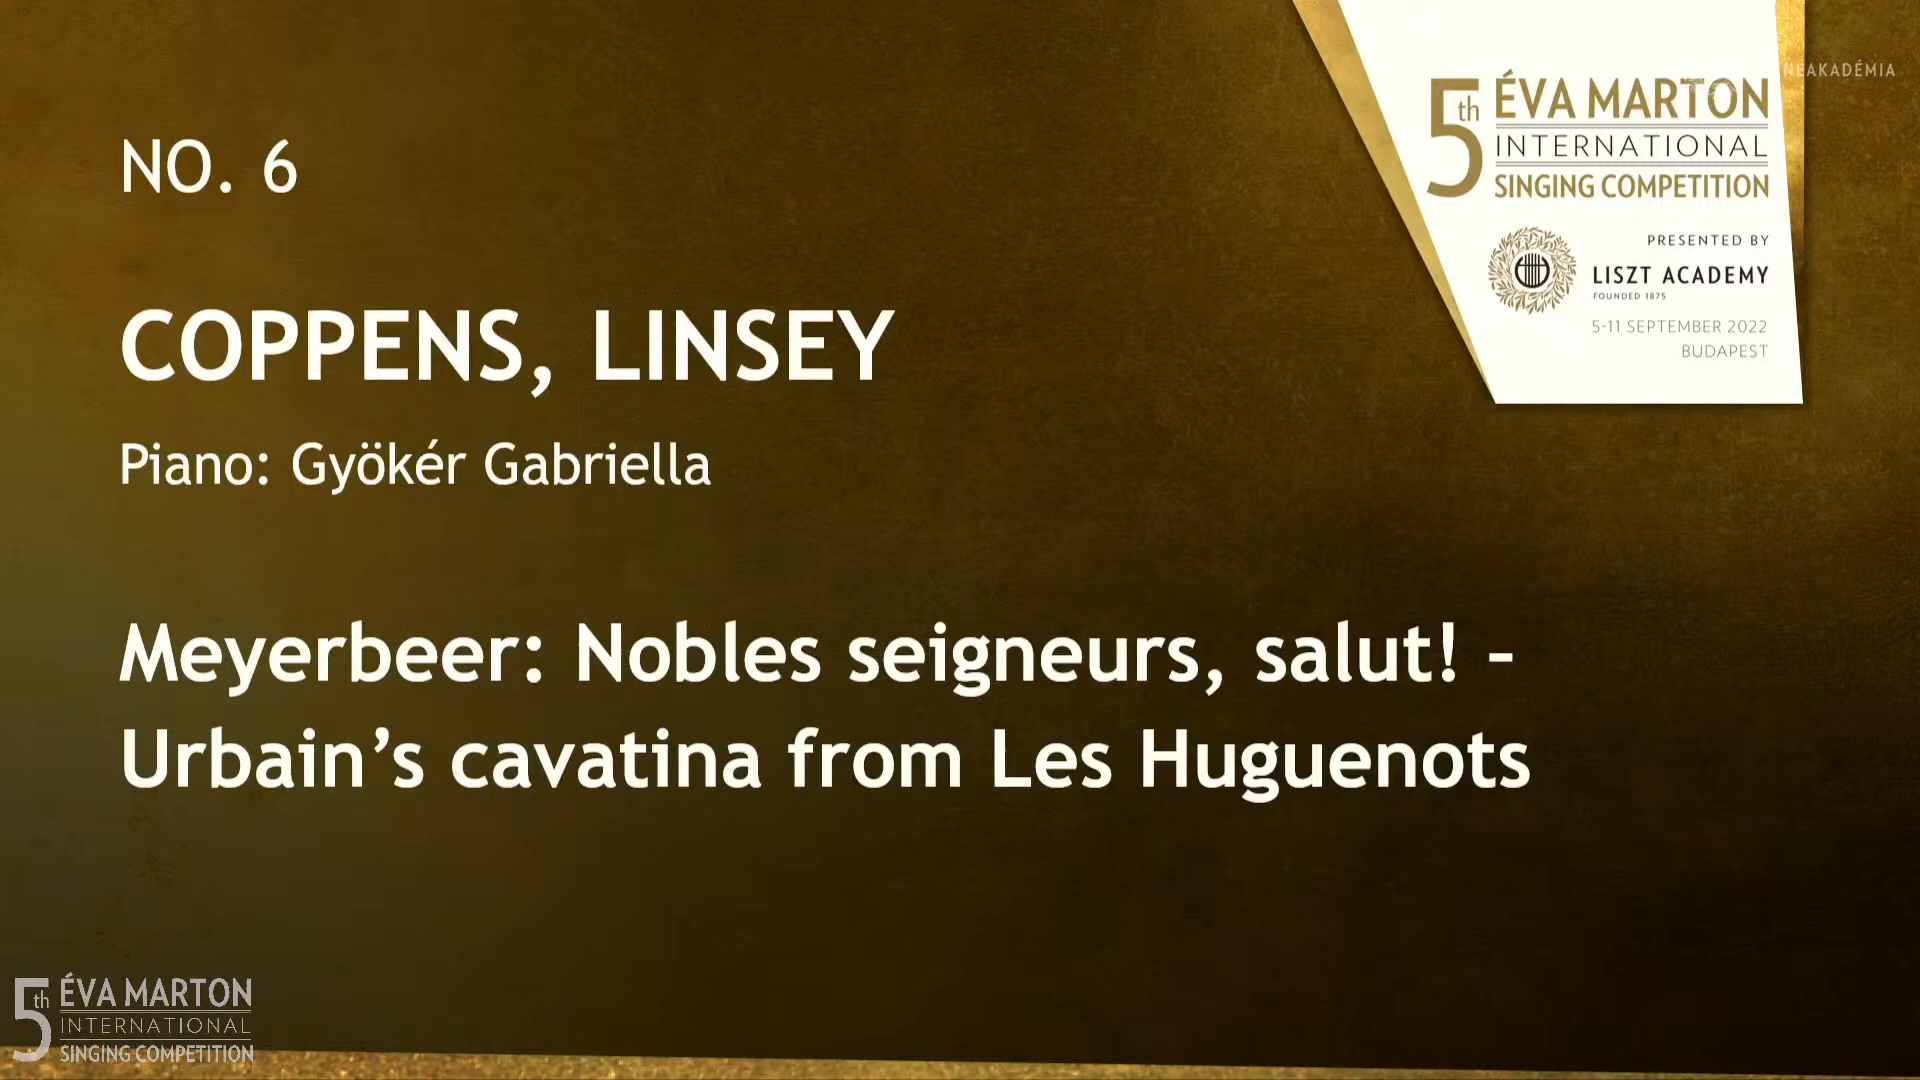 NO. 6
COPPENS, LINSEY
Piano: Gyökér Gabriella
Meyerbeer: Nobles seigneurs, salut! –
Urbain’s cavatina from Les Huguenots
5th ÉVA MARTON
INTERNATIONAL
SINGING COMPETITION
PRESENTED BY
LISZT ACADEMY
FOUNDED 1875
5-11 SEPTEMBER 2022
BUDAPEST
5th ÉVA MARTON
INTERNATIONAL
SINGING COMPETITION